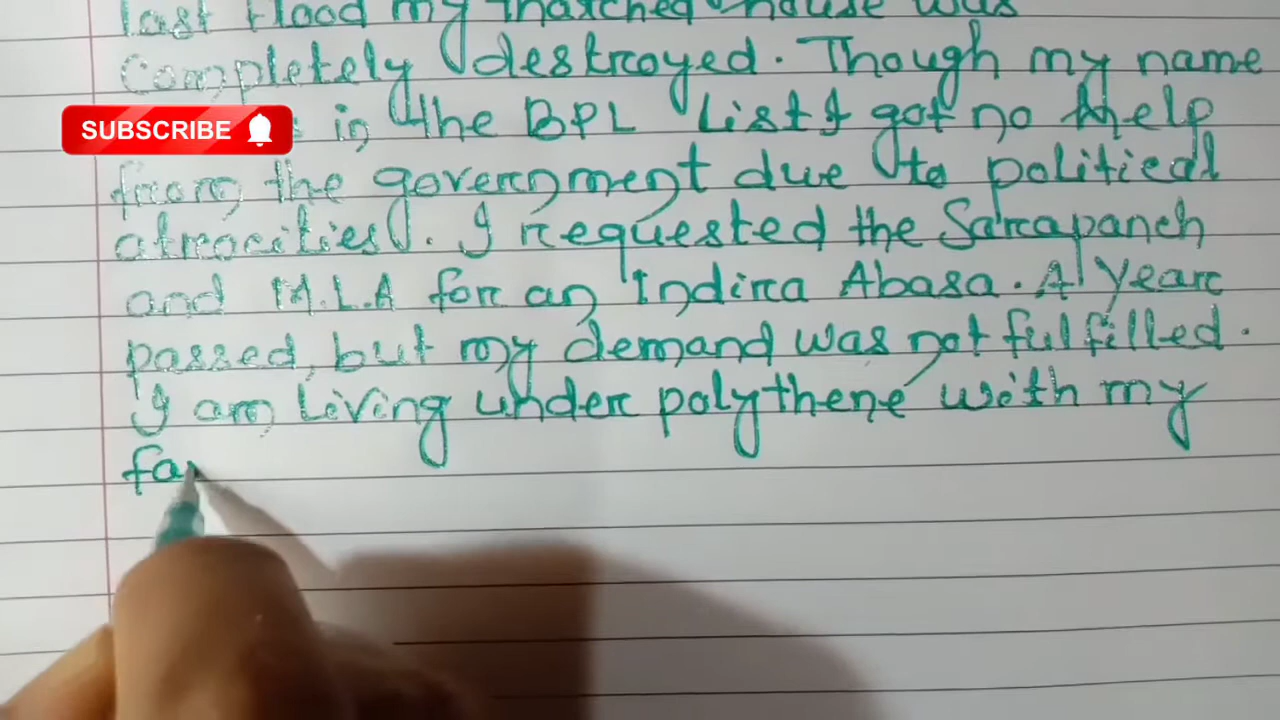 last flood my thatched house was
Completely destroyed. Though my name
SUBSCRIBE
in the BPL List I got no help
from the government due to political
atrocities. I requested the Sarapanch
and M.L.A for an Indira Abasa. A Year
passed, but my demand was not fulfilled.
I am Living under polythene with my
fa